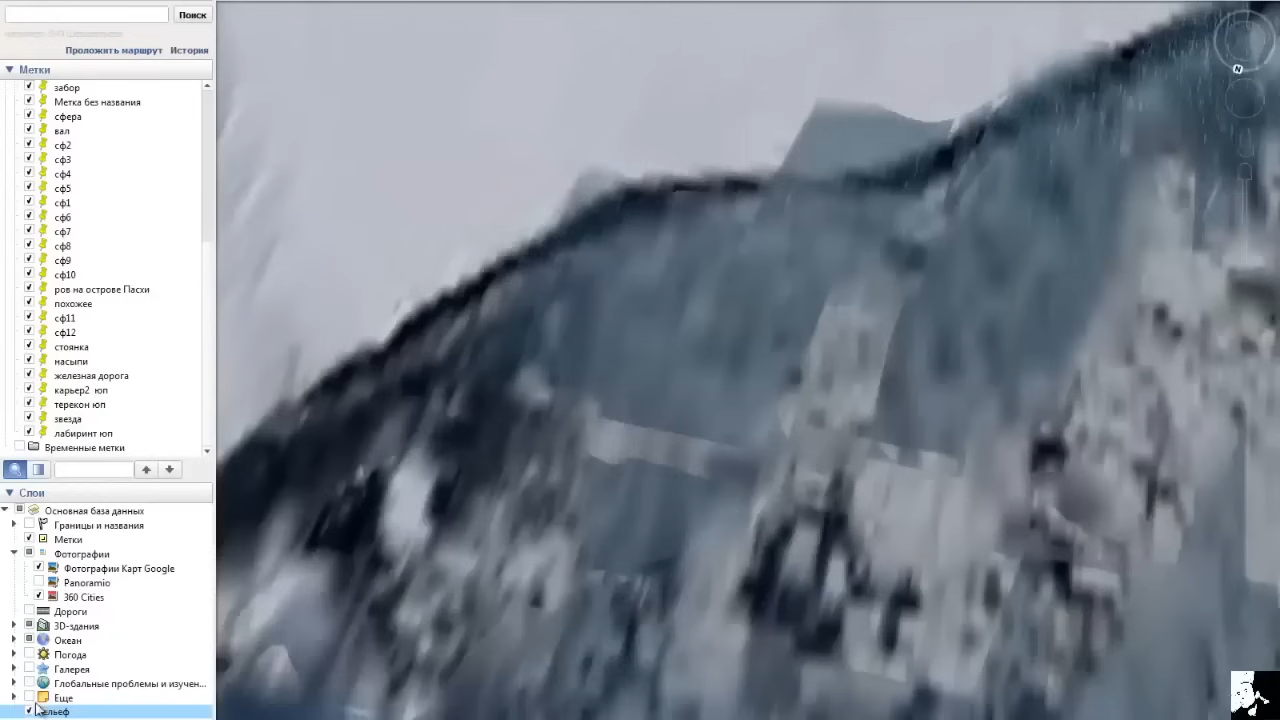 Поиск
Проложить маршрут История
Метки
забор
Метка без названия
сфера
вал
сф2
сф3
сф4
сф5
сф1
сф6
сф7
сф8
сф9
сф10
ров на острове Пасхи
похожее
сф11
сф12
стоянка
насыпи
железная дорога
карьер2 юп
терекон юп
звезда
лабиринт юп
Временные метки
Слои
Основная база данных
Границы и названия
Метки
Фотографии
Фотографии Карт Google
Panoramio
360 Cities
Дороги
3D-здания
Океан
Погода
Галерея
Глобальные проблемы и изучен...
Еще
ельеф
N